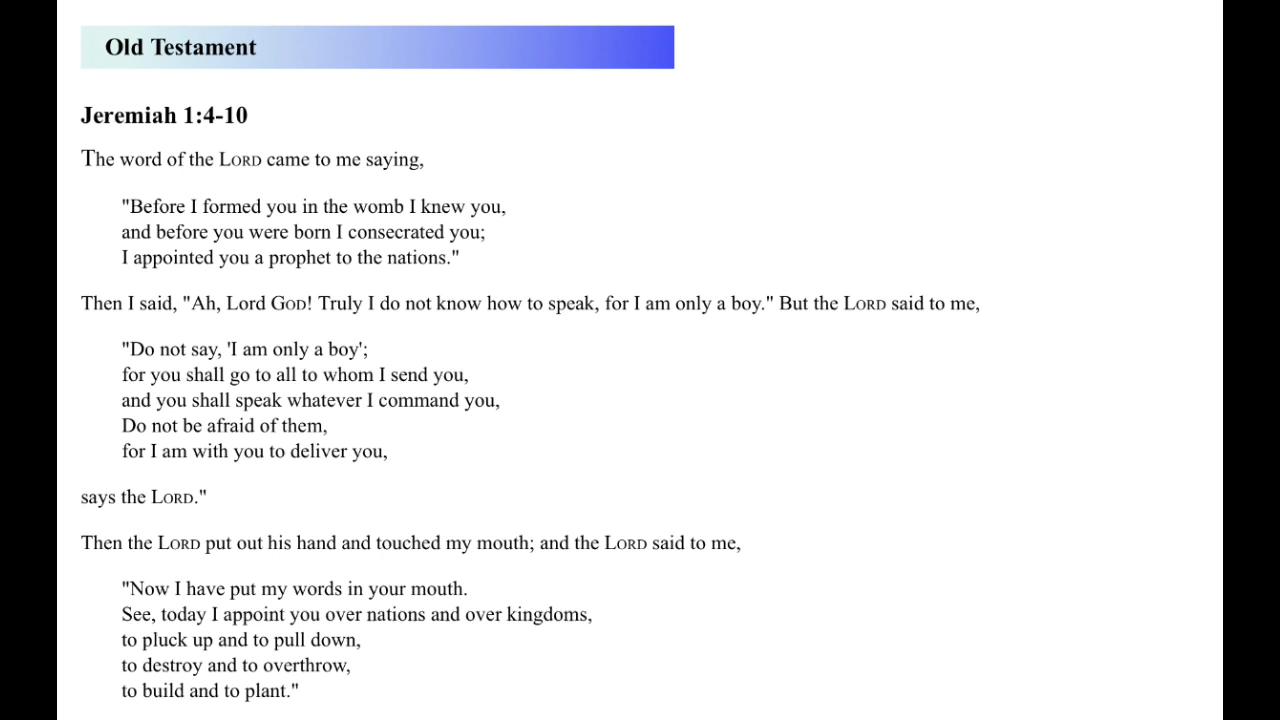 Old Testament
Jeremiah 1:4-10
The word of the LORD came to me saying,
"Before I formed you in the womb I knew you,
and before you were born I consecrated you;
I appointed you a prophet to the nations."
Then I said, "Ah, Lord GOD! Truly I do not know how to speak, for I am only a boy." But the LORD said to me,
"Do not say, 'I am only a boy';
for you shall go to all to whom I send you,
and you shall speak whatever I command you,
Do not be afraid of them,
for I am with you to deliver you,
says the LORD."
Then the LORD put out his hand and touched my mouth; and the LORD said to me,
"Now I have put my words in your mouth.
See, today I appoint you over nations and over kingdoms,
to pluck up and to pull down,
to destroy and to overthrow,
to build and to plant."